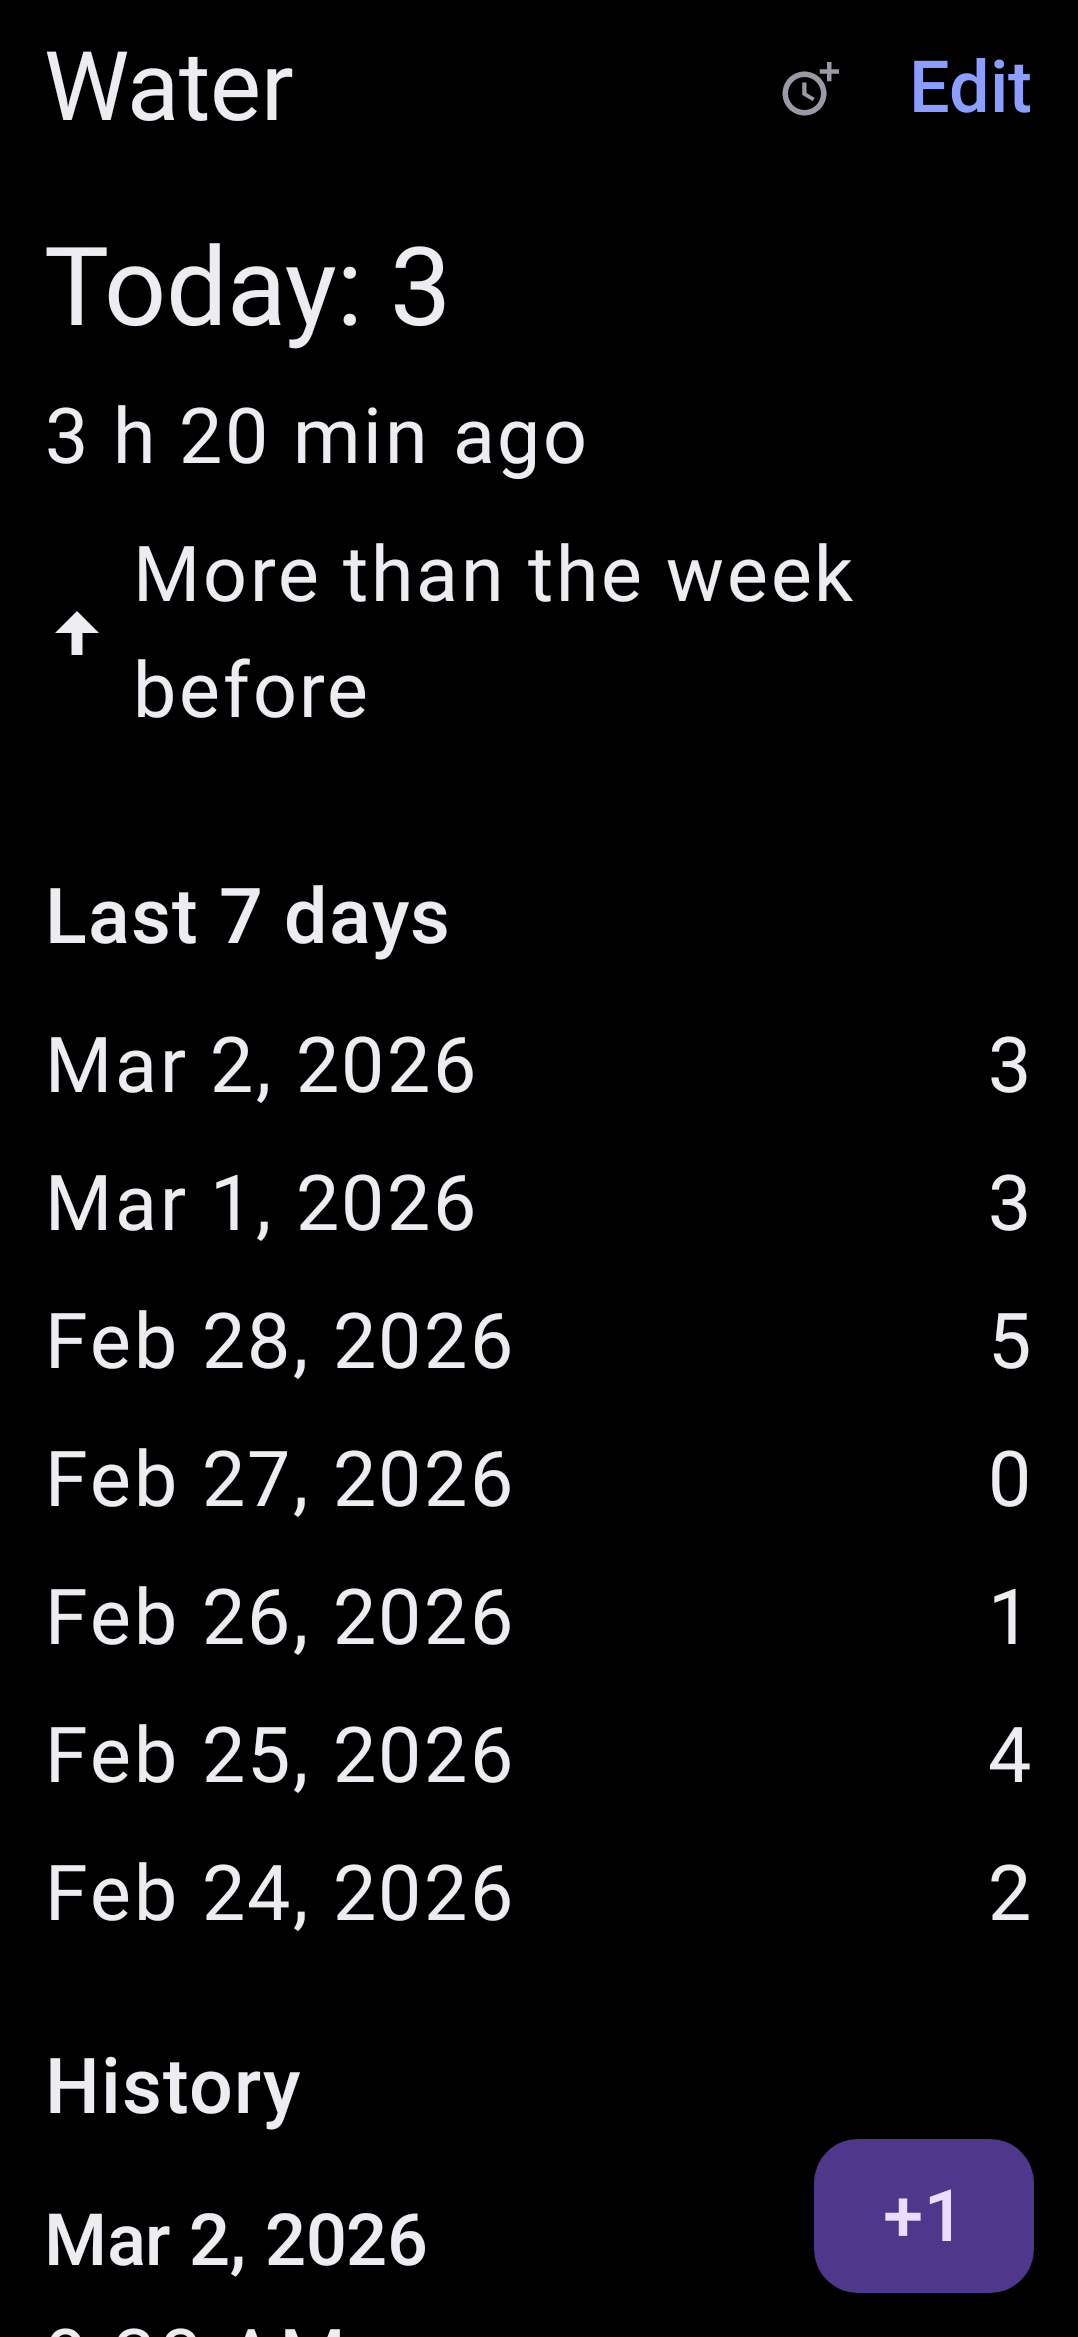 Water
Edit
Today: 3
3 h 20 min ago
More than the week
before
Last 7 days
Mar 2, 2026 3
Mar 1, 2026 3
Feb 28, 2026 5
Feb 27, 2026 0
Feb 26, 2026 1
Feb 25, 2026 4
Feb 24, 2026 2
History
+1
Mar 2, 2026
AM